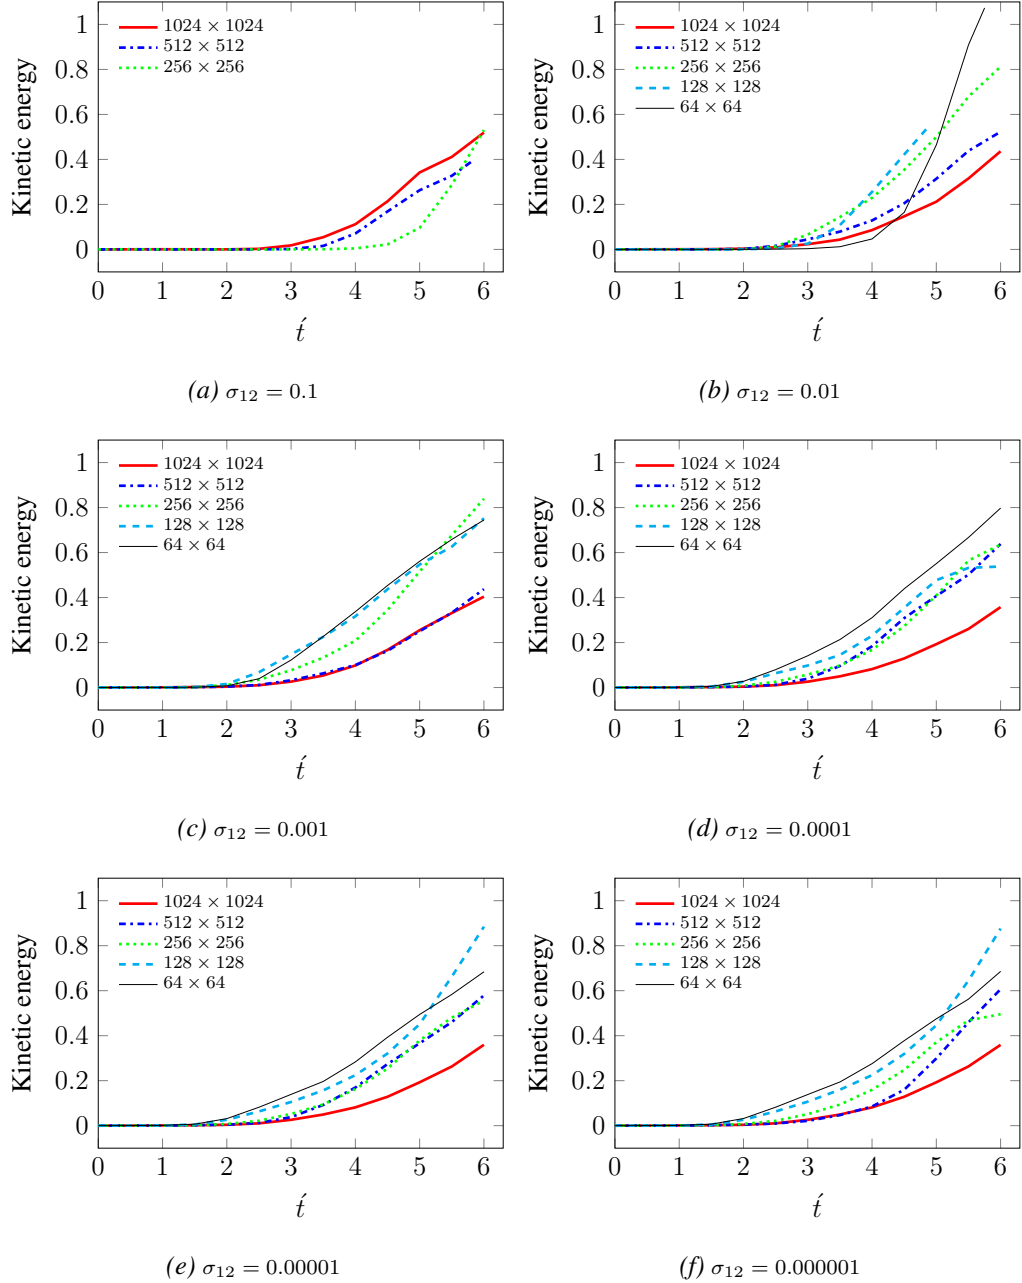 Kinetic energy
1
0.8
0.6
0.4
0.2
0
1024 × 1024
512 × 512
256 × 256
0 1 2 3 4 5 6
t́
(a) σ₁₂ = 0.1
Kinetic energy
1
0.8
0.6
0.4
0.2
0
1024 × 1024
512 × 512
256 × 256
128 × 128
64 × 64
0 1 2 3 4 5 6
t́
(b) σ₁₂ = 0.01
Kinetic energy
1
0.8
0.6
0.4
0.2
0
1024 × 1024
512 × 512
256 × 256
128 × 128
64 × 64
0 1 2 3 4 5 6
t́
(c) σ₁₂ = 0.001
Kinetic energy
1
0.8
0.6
0.4
0.2
0
1024 × 1024
512 × 512
256 × 256
128 × 128
64 × 64
0 1 2 3 4 5 6
t́
(d) σ₁₂ = 0.0001
Kinetic energy
1
0.8
0.6
0.4
0.2
0
1024 × 1024
512 × 512
256 × 256
128 × 128
64 × 64
0 1 2 3 4 5 6
t́
(e) σ₁₂ = 0.00001
Kinetic energy
1
0.8
0.6
0.4
0.2
0
1024 × 1024
512 × 512
256 × 256
128 × 128
64 × 64
0 1 2 3 4 5 6
t́
(f) σ₁₂ = 0.000001